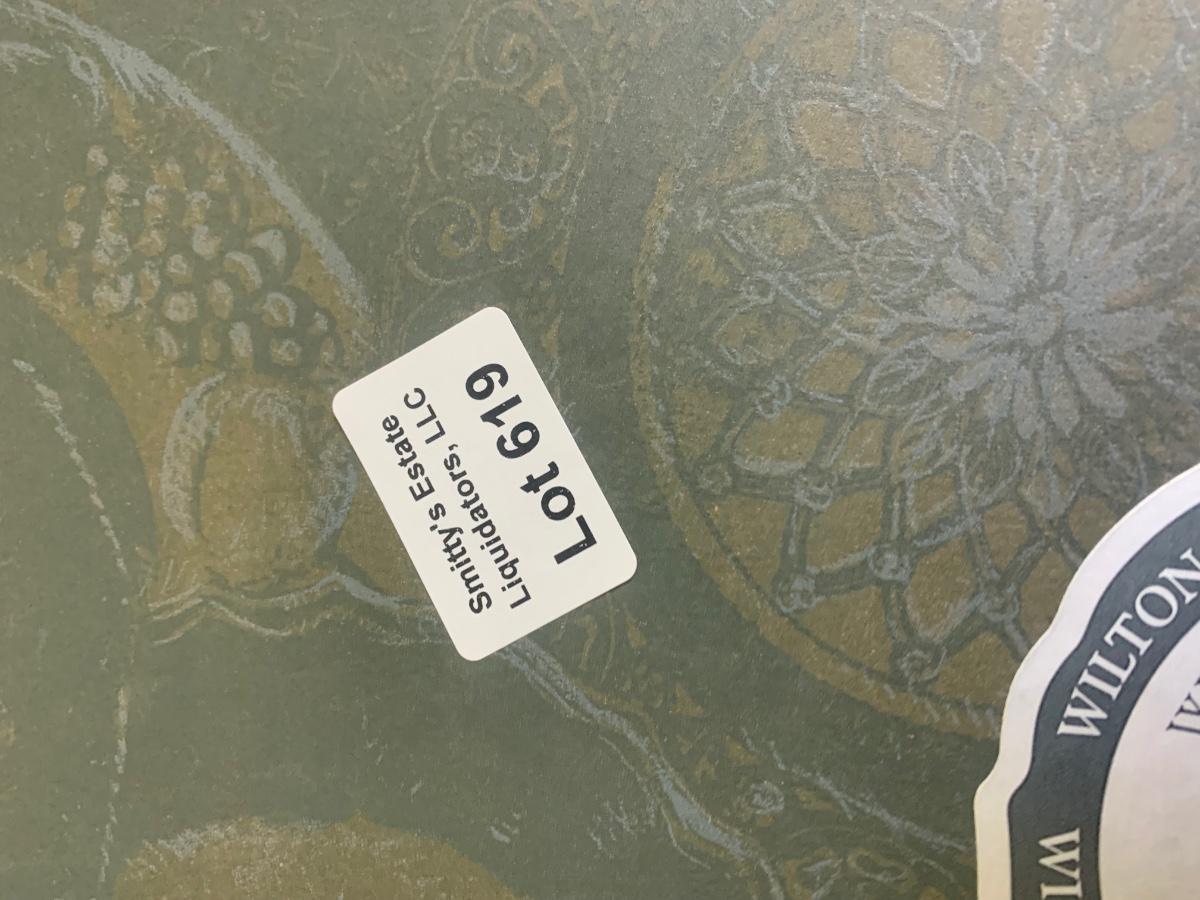 Smitty's Estate
Liquidators, LLC
Lot 619
WILTON